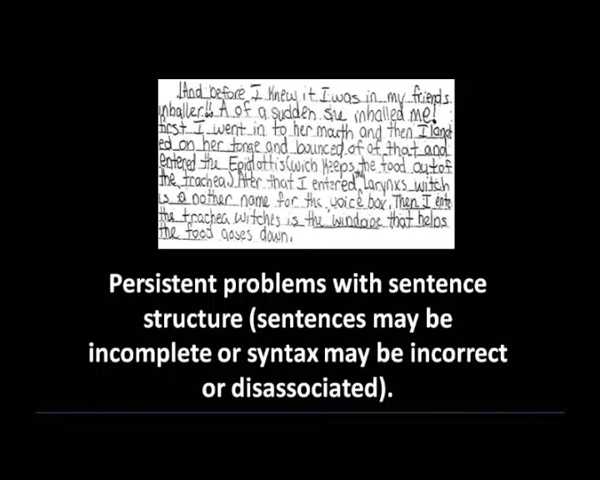 And before I Knew it I was in my friends
inhaller!! A of a sudden she inhalled me!
first I went in to her mouth and then I land
ed on her tonge and bounced of of that and
entered the Epiglottis (wich Keeps the food out of
the trachea.) After that I entered larynxs witch
is a nother name for the voice box, Then I ente
the trachea witches is the windpipe that helps
the food goses down.
Persistent problems with sentence
structure (sentences may be
incomplete or syntax may be incorrect
or disassociated).